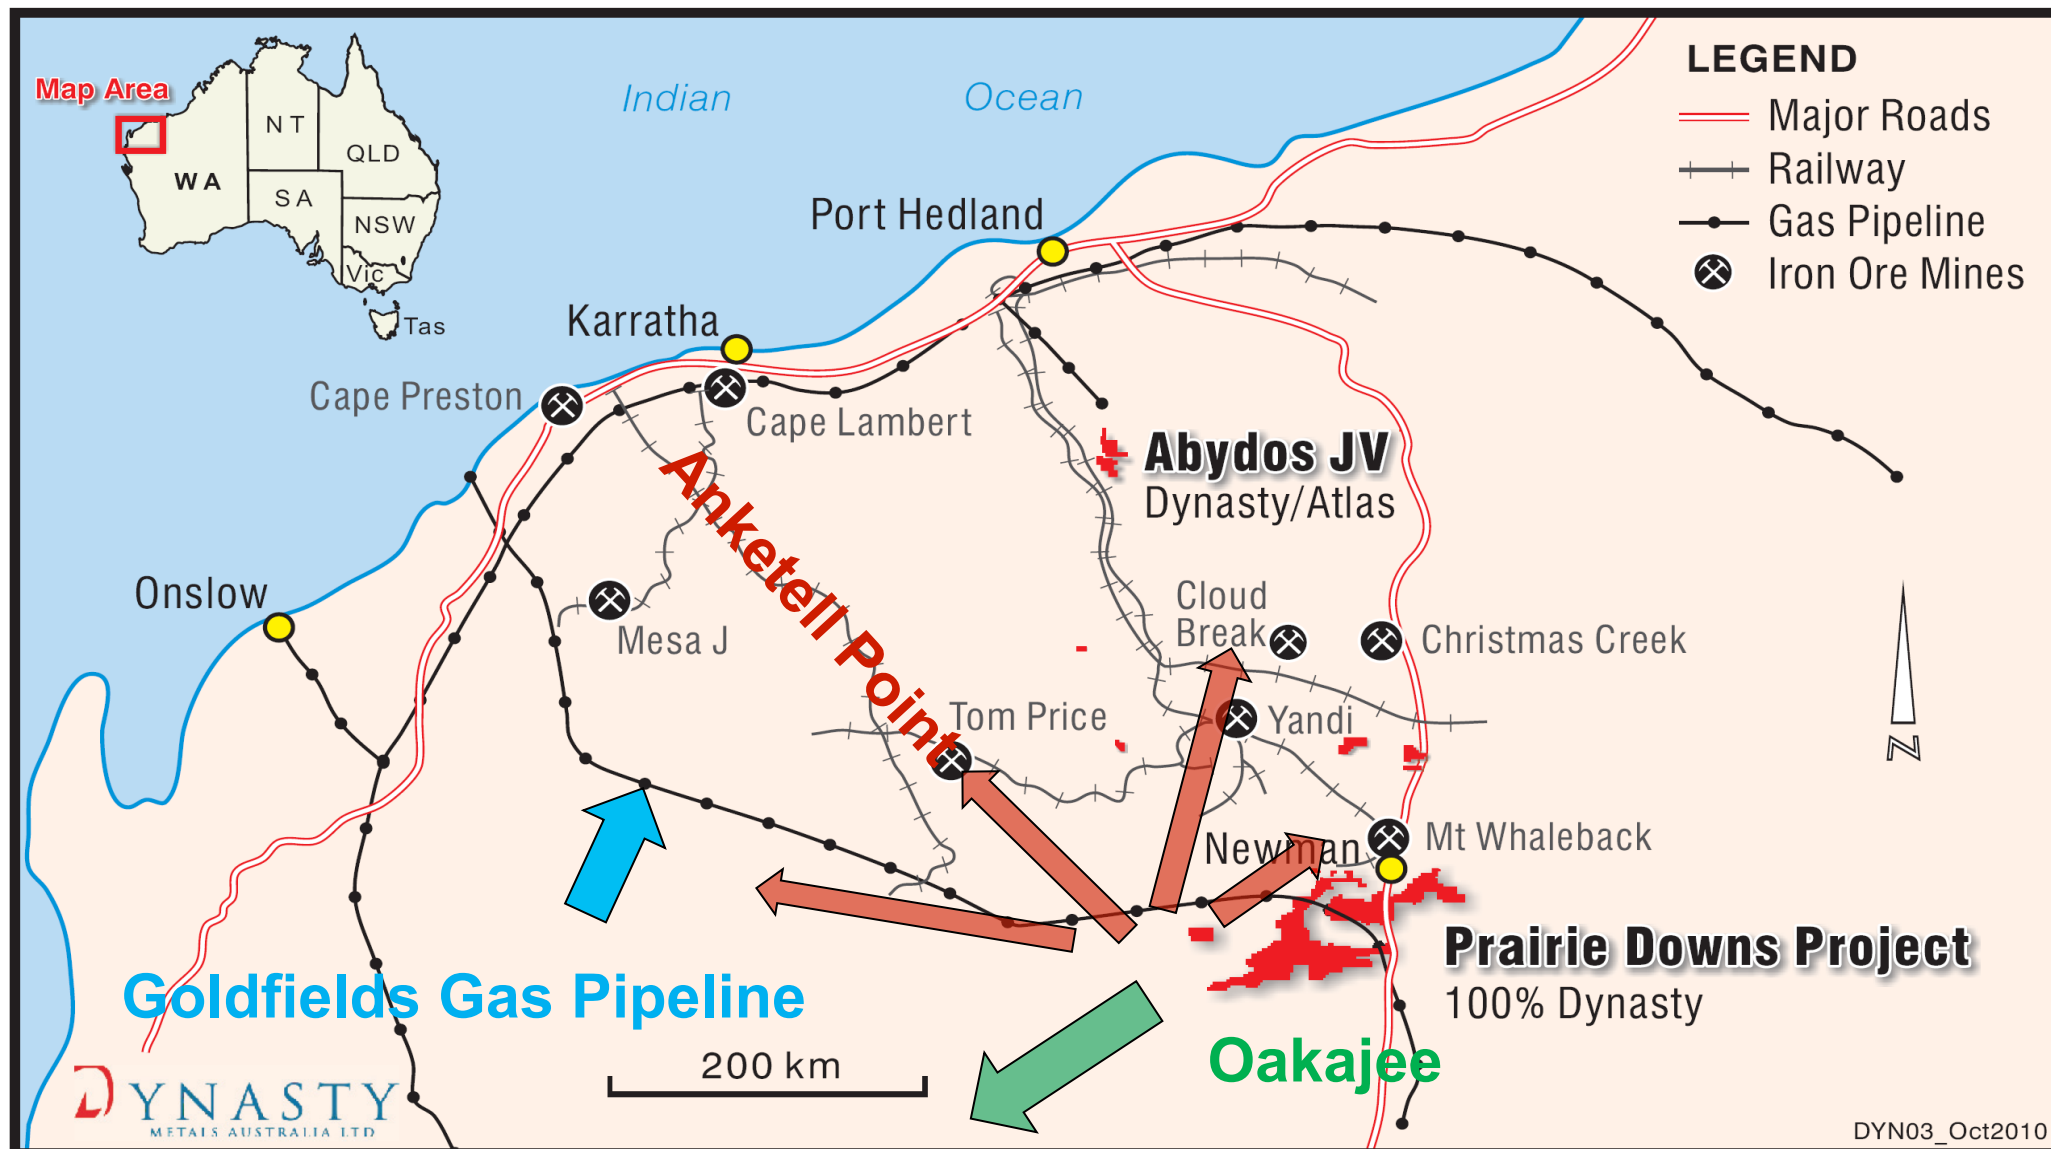 Map Area
NT
QLD
WA
SA
NSW
Vic
Tas
Indian Ocean
LEGEND
Major Roads
Railway
Gas Pipeline
Iron Ore Mines
Port Hedland
Karratha
Cape Preston
Cape Lambert
Abydos JV
Dynasty/Atlas
Anketell Point
Onslow
Mesa J
Cloud
Break
Christmas Creek
Tom Price
Yandi
Newman
Mt Whaleback
Prairie Downs Project
100% Dynasty
Goldfields Gas Pipeline
Oakajee
200 km
N
DYNASTY
METALS AUSTRALIA LTD
DYN03_Oct2010